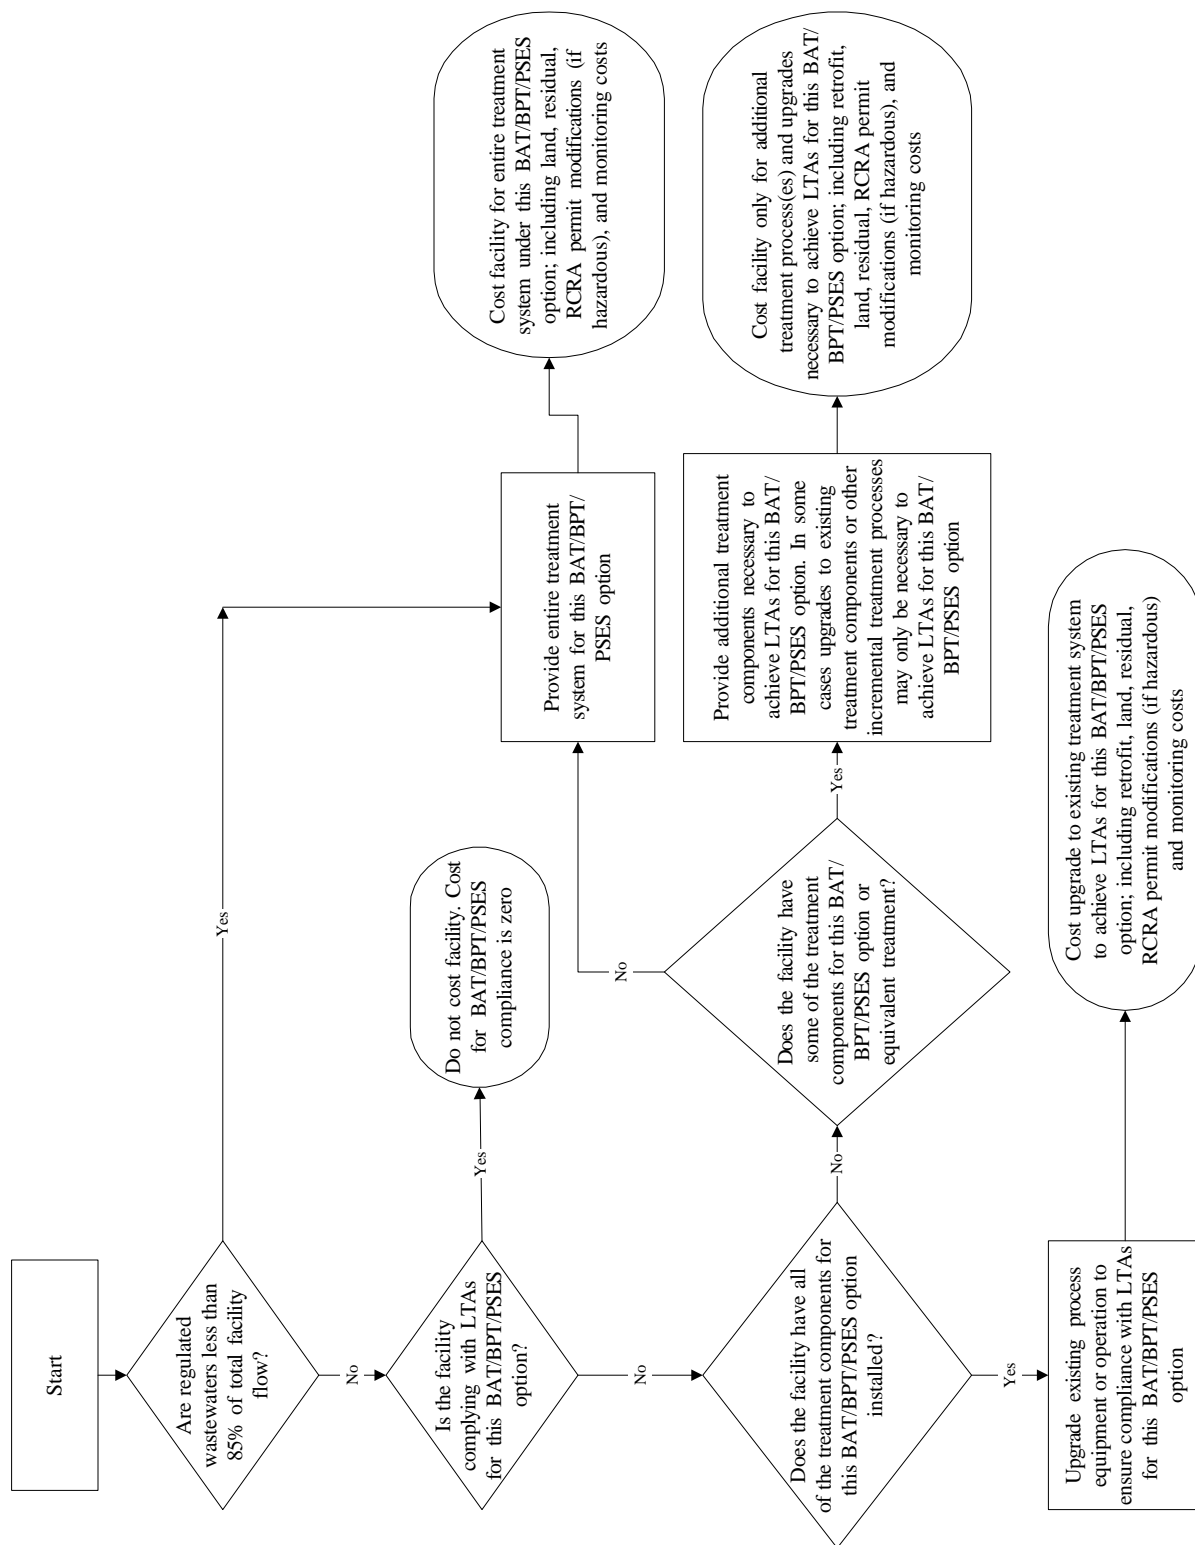 Start
Are regulated
wastewaters less than
85% of total facility
flow?
Yes
No
Is the facility
complying with LTAs
for this BAT/BPT/PSES
option?
Yes
Do not cost facility. Cost
for BAT/BPT/PSES
compliance is zero
No
Does the facility have all
of the treatment components for
this BAT/BPT/PSES option
installed?
No
Yes
Upgrade existing process
equipment or operation to
ensure compliance with LTAs
for this BAT/BPT/PSES
option
Cost upgrade to existing treatment system
to achieve LTAs for this BAT/BPT/PSES
option; including retrofit, land, residual,
RCRA permit modifications (if hazardous)
and monitoring costs
Does the facility have
some of the treatment
components for this BAT/
BPT/PSES option or
equivalent treatment?
No
Yes
Provide entire treatment
system for this BAT/BPT/
PSES option
Cost facility for entire treatment
system under this BAT/BPT/PSES
option; including land, residual,
RCRA permit modifications (if
hazardous), and monitoring costs
Provide additional treatment
components necessary to
achieve LTAs for this BAT/
BPT/PSES option. In some
cases upgrades to existing
treatment components or other
incremental treatment processes
may only be necessary to
achieve LTAs for this BAT/
BPT/PSES option
Cost facility only for additional
treatment process(es) and upgrades
necessary to achieve LTAs for this BAT/
BPT/PSES option; including retrofit,
land, residual, RCRA permit
modifications (if hazardous), and
monitoring costs